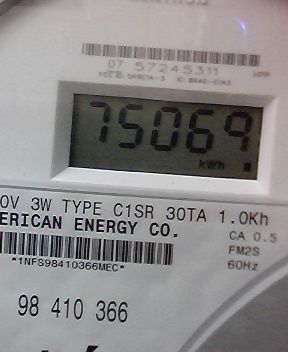 07 57245311
75069
kWh
0V 3W TYPE C1SR 30TA 1.0Kh
ERICAN ENERGY CO.
CA 0.5
FM2S
60Hz
*1NFS98410366MEC*
98 410 366